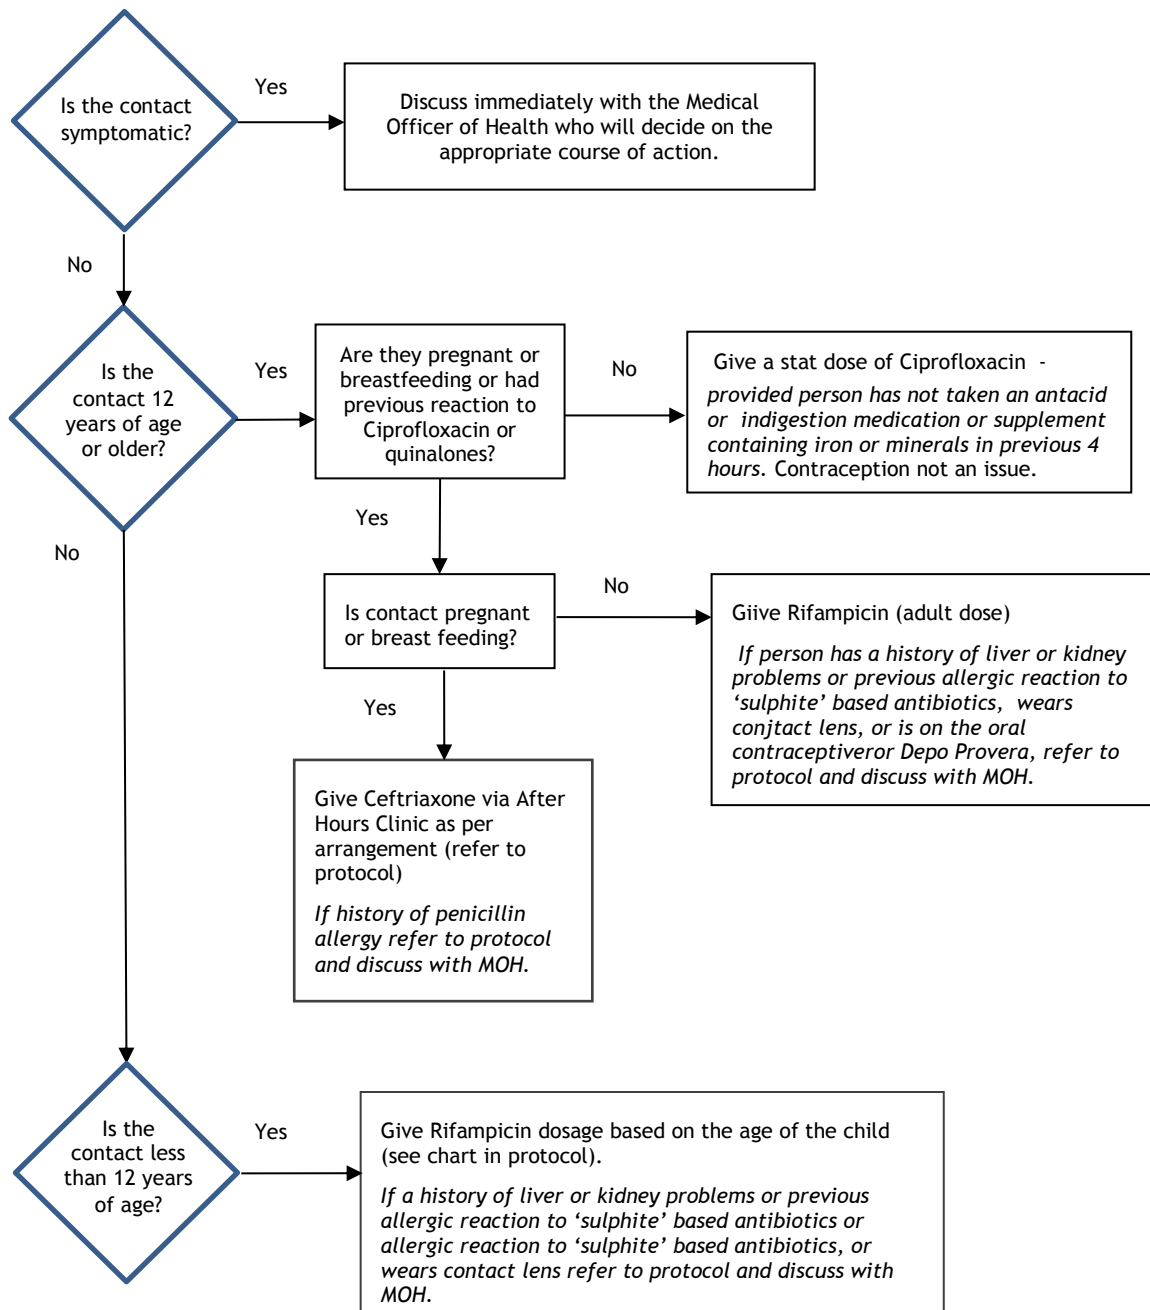 Is the contact
symptomatic?
Yes
Discuss immediately with the Medical
Officer of Health who will decide on the
appropriate course of action.
No
Is the
contact 12
years of age
or older?
Yes
Are they pregnant or
breastfeeding or had
previous reaction to
Ciprofloxacin or
quinalones?
No
Give a stat dose of Ciprofloxacin -
provided person has not taken an antacid
or indigestion medication or supplement
containing iron or minerals in previous 4
hours. Contraception not an issue.
Yes
No
Is contact pregnant
or breast feeding?
No
Giive Rifampicin (adult dose)
If person has a history of liver or kidney
problems or previous allergic reaction to
‘sulphite’ based antibiotics, wears
conjtact lens, or is on the oral
contraceptiveror Depo Provera, refer to
protocol and discuss with MOH.
Yes
Give Ceftriaxone via After
Hours Clinic as per
arrangement (refer to
protocol)
If history of penicillin
allergy refer to protocol
and discuss with MOH.
Is the
contact less
than 12 years
of age?
Yes
Give Rifampicin dosage based on the age of the child
(see chart in protocol).
If a history of liver or kidney problems or previous
allergic reaction to ‘sulphite’ based antibiotics or
allergic reaction to ‘sulphite’ based antibiotics, or
wears contact lens refer to protocol and discuss with
MOH.